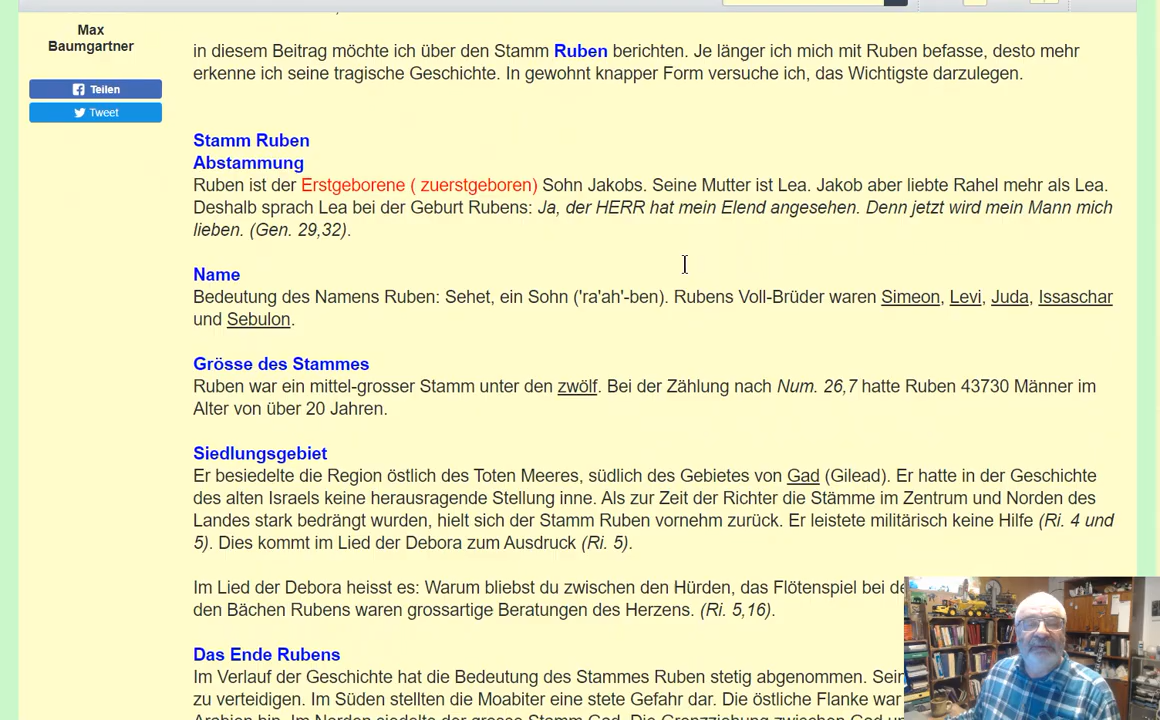 Max
Baumgartner
Teilen
Tweet
in diesem Beitrag möchte ich über den Stamm Ruben berichten. Je länger ich mich mit Ruben befasse, desto mehr
erkenne ich seine tragische Geschichte. In gewohnt knapper Form versuche ich, das Wichtigste darzulegen.
Stamm Ruben
Abstammung
Ruben ist der Erstgeborene ( zuerstgeboren) Sohn Jakobs. Seine Mutter ist Lea. Jakob aber liebte Rahel mehr als Lea.
Deshalb sprach Lea bei der Geburt Rubens: Ja, der HERR hat mein Elend angesehen. Denn jetzt wird mein Mann mich
lieben. (Gen. 29,32).
Name
Bedeutung des Namens Ruben: Sehet, ein Sohn ('ra'ah'-ben). Rubens Voll-Brüder waren Simeon, Levi, Juda, Issaschar
und Sebulon.
Grösse des Stammes
Ruben war ein mittel-grosser Stamm unter den zwölf. Bei der Zählung nach Num. 26,7 hatte Ruben 43730 Männer im
Alter von über 20 Jahren.
Siedlungsgebiet
Er besiedelte die Region östlich des Toten Meeres, südlich des Gebietes von Gad (Gilead). Er hatte in der Geschichte
des alten Israels keine herausragende Stellung inne. Als zur Zeit der Richter die Stämme im Zentrum und Norden des
Landes stark bedrängt wurden, hielt sich der Stamm Ruben vornehm zurück. Er leistete militärisch keine Hilfe (Ri. 4 und
5). Dies kommt im Lied der Debora zum Ausdruck (Ri. 5).
Im Lied der Debora heisst es: Warum bliebst du zwischen den Hürden, das Flötenspiel bei
den Bächen Rubens waren grossartige Beratungen des Herzens. (Ri. 5,16).
Das Ende Rubens
Im Verlauf der Geschichte hat die Bedeutung des Stammes Ruben stetig abgenommen.
zu verteidigen. Im Süden stellten die Moabiter eine stete Gefahr dar. Die östliche Flanke war
Arabien hin. Im Norden siedelte der grosse Stamm Gad. Die Grenzziehung zwischen Gad